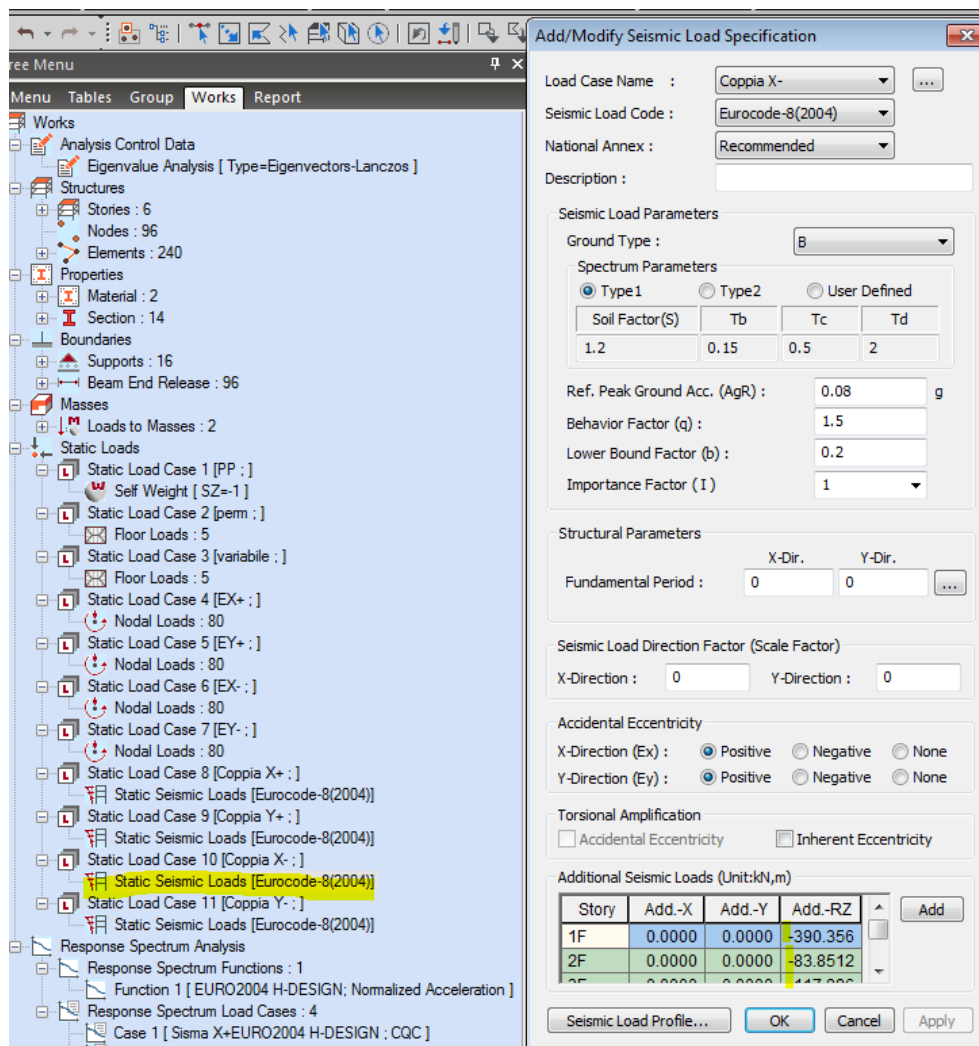 ree Menu
Menu Tables Group Works Report
Works
Analysis Control Data
Eigenvalue Analysis [ Type=Eigenvectors-Lanczos ]
Structures
Stories : 6
Nodes : 96
Elements : 240
Properties
Material : 2
Section : 14
Boundaries
Supports : 16
Beam End Release : 96
Masses
Loads to Masses : 2
Static Loads
Static Load Case 1 [PP ; ]
Self Weight [ SZ=-1 ]
Static Load Case 2 [perm ; ]
Floor Loads : 5
Static Load Case 3 [variabile ; ]
Floor Loads : 5
Static Load Case 4 [EX+ ; ]
Nodal Loads : 80
Static Load Case 5 [EY+ ; ]
Nodal Loads : 80
Static Load Case 6 [EX- ; ]
Nodal Loads : 80
Static Load Case 7 [EY- ; ]
Nodal Loads : 80
Static Load Case 8 [Coppia X+ ; ]
Static Seismic Loads [Eurocode-8(2004)]
Static Load Case 9 [Coppia Y+ ; ]
Static Seismic Loads [Eurocode-8(2004)]
Static Load Case 10 [Coppia X- ; ]
Static Seismic Loads [Eurocode-8(2004)]
Static Load Case 11 [Coppia Y- ; ]
Static Seismic Loads [Eurocode-8(2004)]
Response Spectrum Analysis
Response Spectrum Functions : 1
Function 1 [ EURO2004 H-DESIGN; Normalized Acceleration ]
Response Spectrum Load Cases : 4
Case 1 [ Sisma X+EURO2004 H-DESIGN ; CQC ]
Add/Modify Seismic Load Specification
Load Case Name : Coppia X- ...
Seismic Load Code : Eurocode-8(2004)
National Annex : Recommended
Description :
Seismic Load Parameters
Ground Type : B
Spectrum Parameters
Type1 Type2 User Defined
Soil Factor(S) Tb Tc Td
1.2 0.15 0.5 2
Ref. Peak Ground Acc. (AgR) : 0.08 g
Behavior Factor (q) : 1.5
Lower Bound Factor (b) : 0.2
Importance Factor (I) 1
Structural Parameters
X-Dir. Y-Dir.
Fundamental Period : 0 0 ...
Seismic Load Direction Factor (Scale Factor)
X-Direction : 0 Y-Direction : 0
Accidental Eccentricity
X-Direction (Ex) : Positive Negative None
Y-Direction (Ey) : Positive Negative None
Torsional Amplification
Accidental Eccentricity Inherent Eccentricity
Additional Seismic Loads (Unit:kN,m)
Story Add.-X Add.-Y Add.-RZ Add
1F 0.0000 0.0000 -390.356
2F 0.0000 0.0000 -83.8512
Seismic Load Profile... OK Cancel Apply